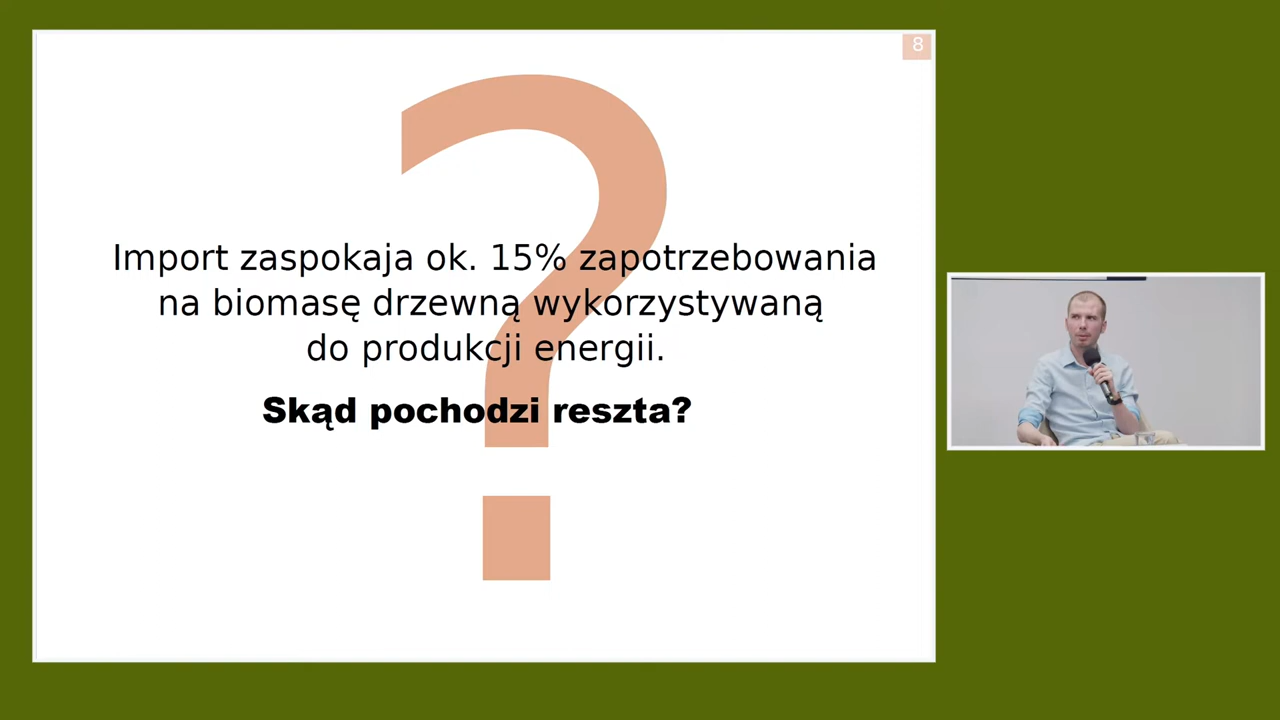 8
Import zaspokaja ok. 15% zapotrzebowania
na biomasę drzewną wykorzystywaną
do produkcji energii.
Skąd pochodzi reszta?
?